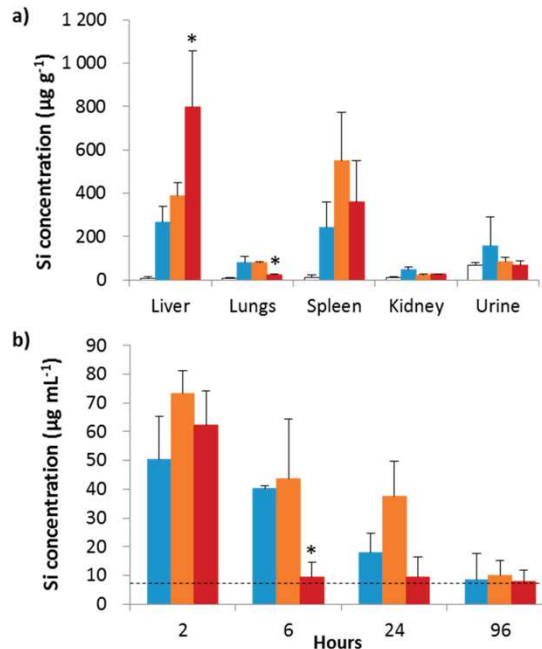 a)
Si concentration (µg g⁻¹)
1 200
1 000
800
600
400
200
0
*
*
Liver Lungs Spleen Kidney Urine
b)
Si concentration (µg mL⁻¹)
90
80
70
60
50
40
30
20
10
0
*
2 6 24 96
Hours